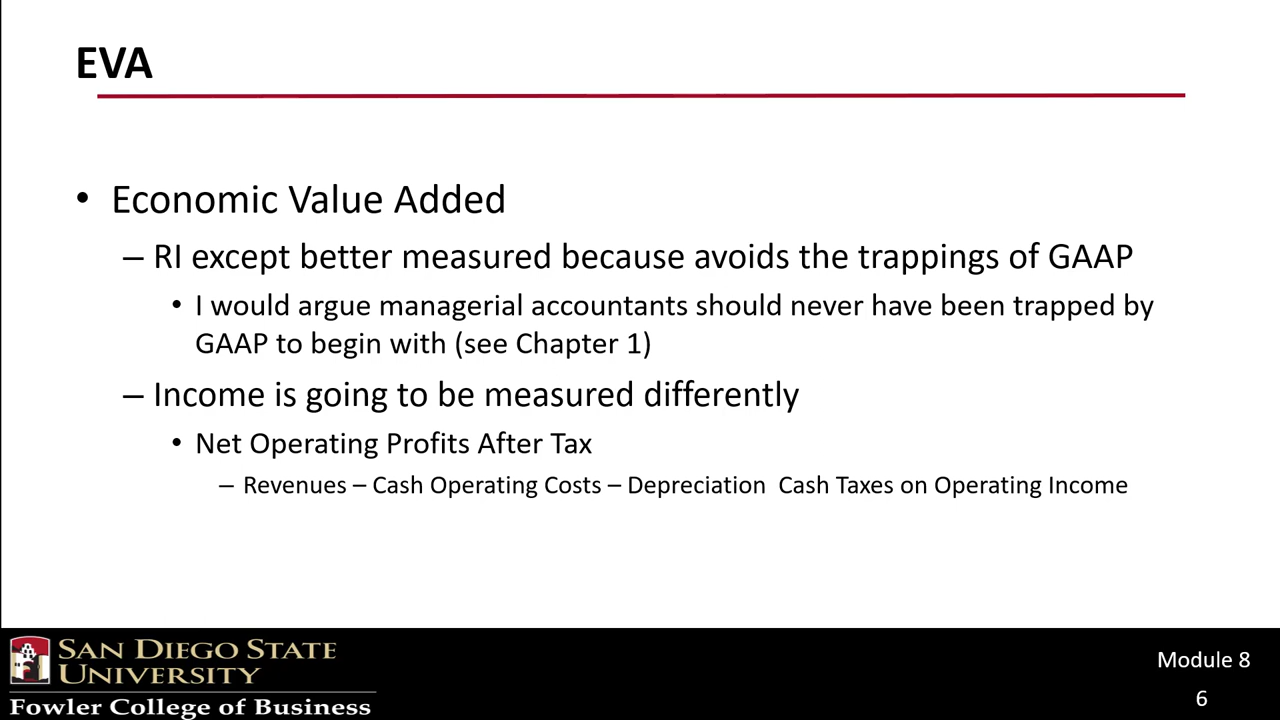 EVA
• Economic Value Added
– RI except better measured because avoids the trappings of GAAP
• I would argue managerial accountants should never have been trapped by
GAAP to begin with (see Chapter 1)
– Income is going to be measured differently
• Net Operating Profits After Tax
– Revenues – Cash Operating Costs – Depreciation  Cash Taxes on Operating Income
SAN DIEGO STATE
UNIVERSITY
Fowler College of Business
Module 8
6